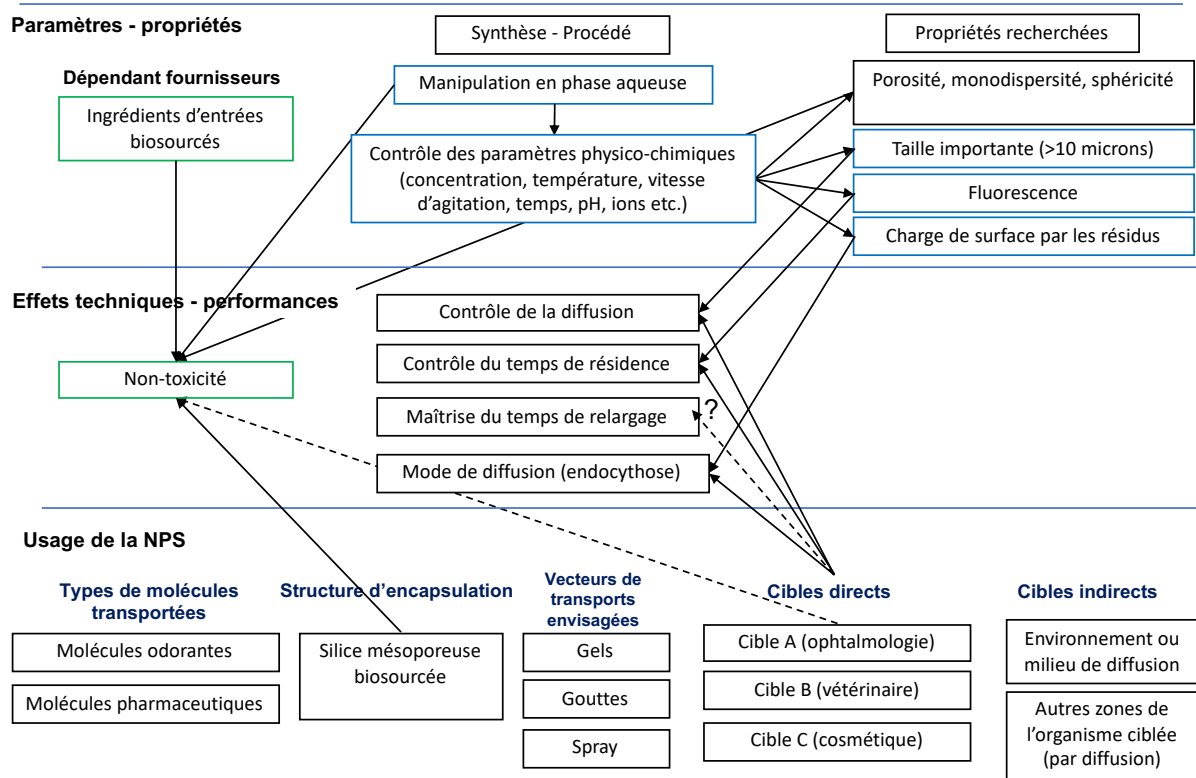 Paramètres - propriétés
Synthèse - Procédé
Propriétés recherchées
Dépendant fournisseurs
Ingrédients d'entrées
biosourcés
Manipulation en phase aqueuse
Contrôle des paramètres physico-chimiques
(concentration, température, vitesse
d'agitation, temps, pH, ions etc.)
Porosité, monodispersité, sphéricité
Taille importante (>10 microns)
Fluorescence
Charge de surface par les résidus
Effets techniques - performances
Non-toxicité
Contrôle de la diffusion
Contrôle du temps de résidence
Maîtrise du temps de relargage
?
Mode de diffusion (endocythose)
Usage de la NPS
Types de molécules
transportées
Molécules odorantes
Molécules pharmaceutiques
Structure d'encapsulation
Silice mésoporeuse
biosourcée
Vecteurs de
transports
envisagées
Gels
Gouttes
Spray
Cibles directs
Cible A (ophtalmologie)
Cible B (vétérinaire)
Cible C (cosmétique)
Cibles indirects
Environnement ou
milieu de diffusion
Autres zones de
l'organisme ciblée
(par diffusion)